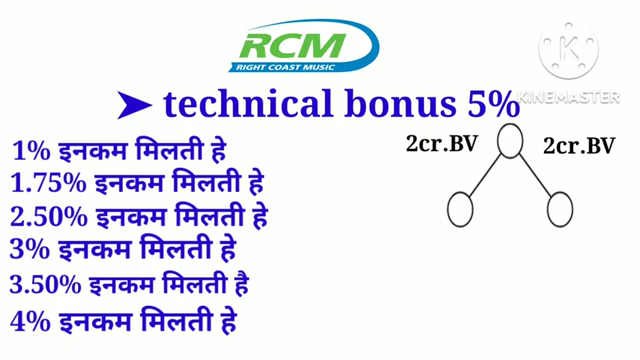 RCM
RIGHT COAST MUSIC
KINEMASTER
➤ technical bonus 5%
1% इनकम मिलती हे
1.75% इनकम मिलती हे
2.50% इनकम मिलती हे
3% इनकम मिलती हे
3.50% इनकम मिलती है
4% इनकम मिलती हे
2cr.BV
2cr.BV